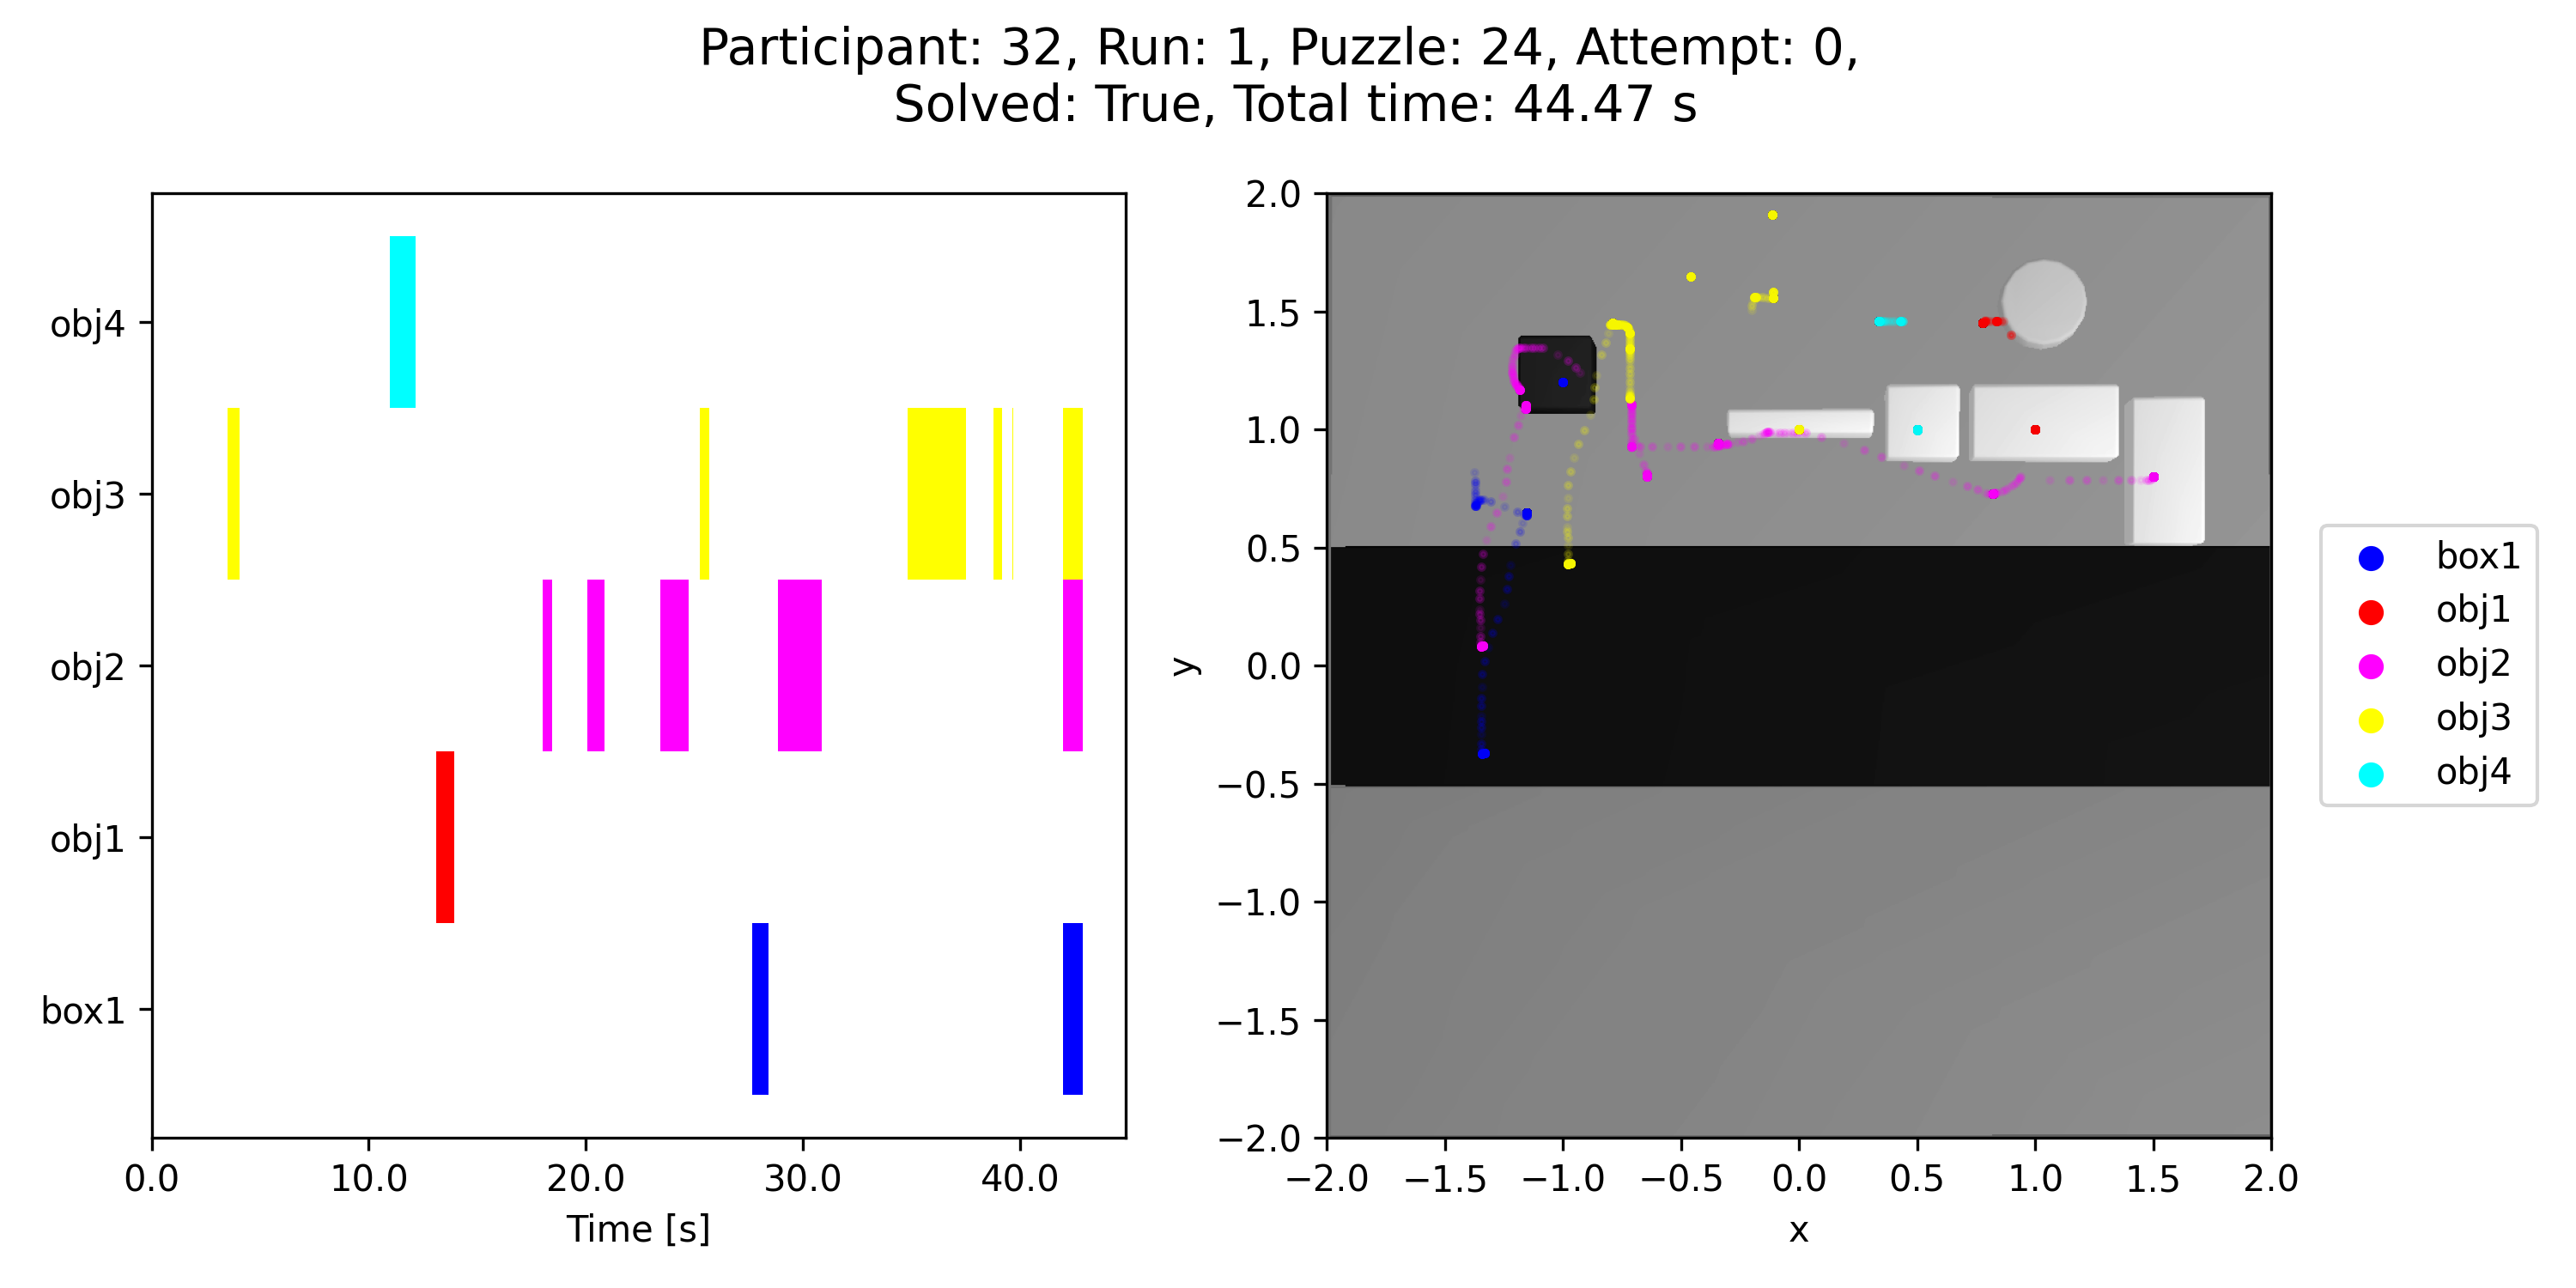 Participant: 32, Run: 1, Puzzle: 24, Attempt: 0,
Solved: True, Total time: 44.47 s
obj4
obj3
obj2
obj1
box1
0.0 10.0 20.0 30.0 40.0
Time [s]
2.0
1.5
1.0
0.5
0.0
−0.5
−1.0
−1.5
−2.0
y
−2.0 −1.5 −1.0 −0.5 0.0 0.5 1.0 1.5 2.0
x
box1
obj1
obj2
obj3
obj4